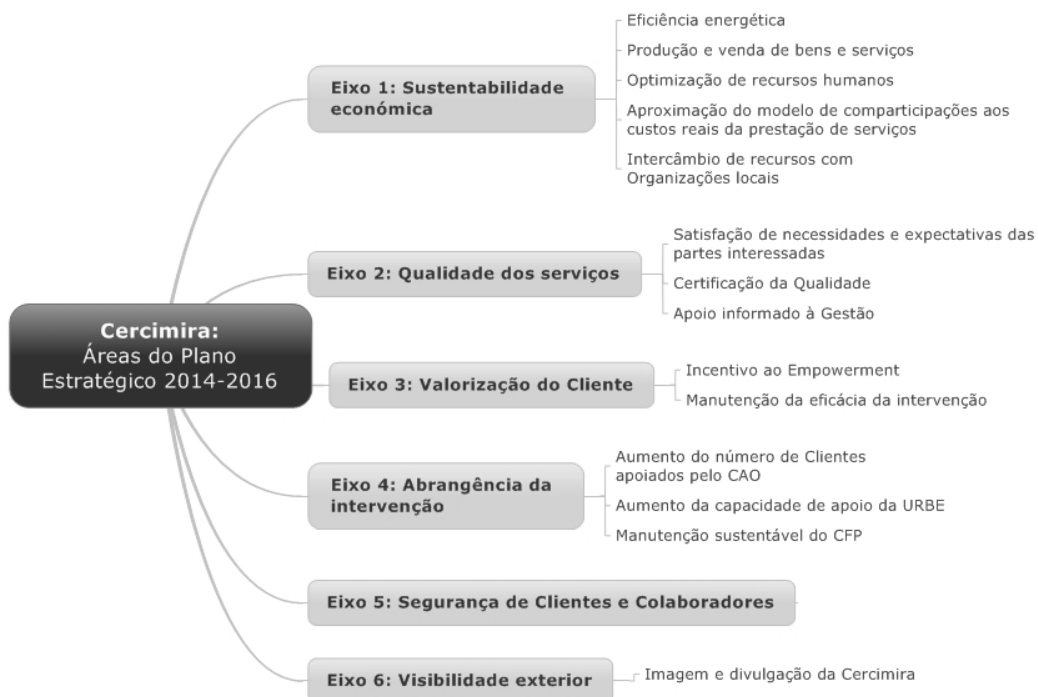 Cercimira:
Áreas do Plano
Estratégico 2014-2016
Eixo 1: Sustentabilidade
económica
Eficiência energética
Produção e venda de bens e serviços
Optimização de recursos humanos
Aproximação do modelo de comparticipações aos
custos reais da prestação de serviços
Intercâmbio de recursos com
Organizações locais
Eixo 2: Qualidade dos serviços
Satisfação de necessidades e expectativas das
partes interessadas
Certificação da Qualidade
Apoio informado à Gestão
Eixo 3: Valorização do Cliente
Incentivo ao Empowerment
Manutenção da eficácia da intervenção
Eixo 4: Abrangência da
intervenção
Aumento do número de Clientes
apoiados pelo CAO
Aumento da capacidade de apoio da URBE
Manutenção sustentável do CFP
Eixo 5: Segurança de Clientes e Colaboradores
Eixo 6: Visibilidade exterior
Imagem e divulgação da Cercimira